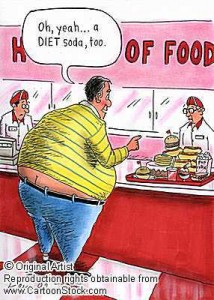 Oh, yeah... a
DIET soda, too.
H OF FOOD
© Original Artist
Reproduction rights obtainable from
www.CartoonStock.com